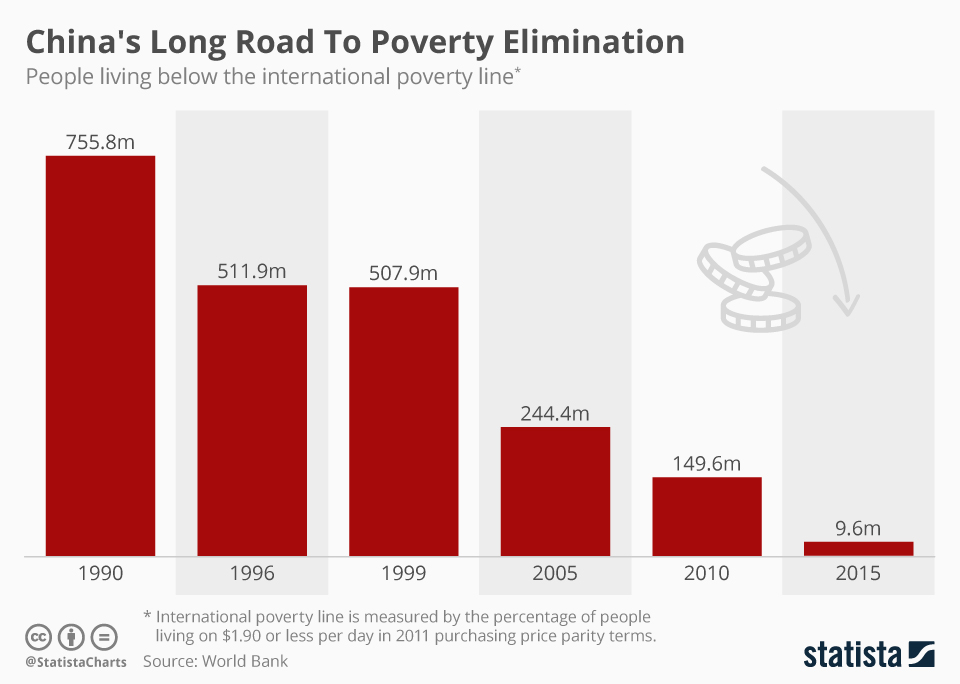 China's Long Road To Poverty Elimination
People living below the international poverty line*
755.8m
511.9m
507.9m
244.4m
149.6m
9.6m
1990
1996
1999
2005
2010
2015
* International poverty line is measured by the percentage of people
living on $1.90 or less per day in 2011 purchasing price parity terms.
cc
@StatistaCharts
Source: World Bank
statista